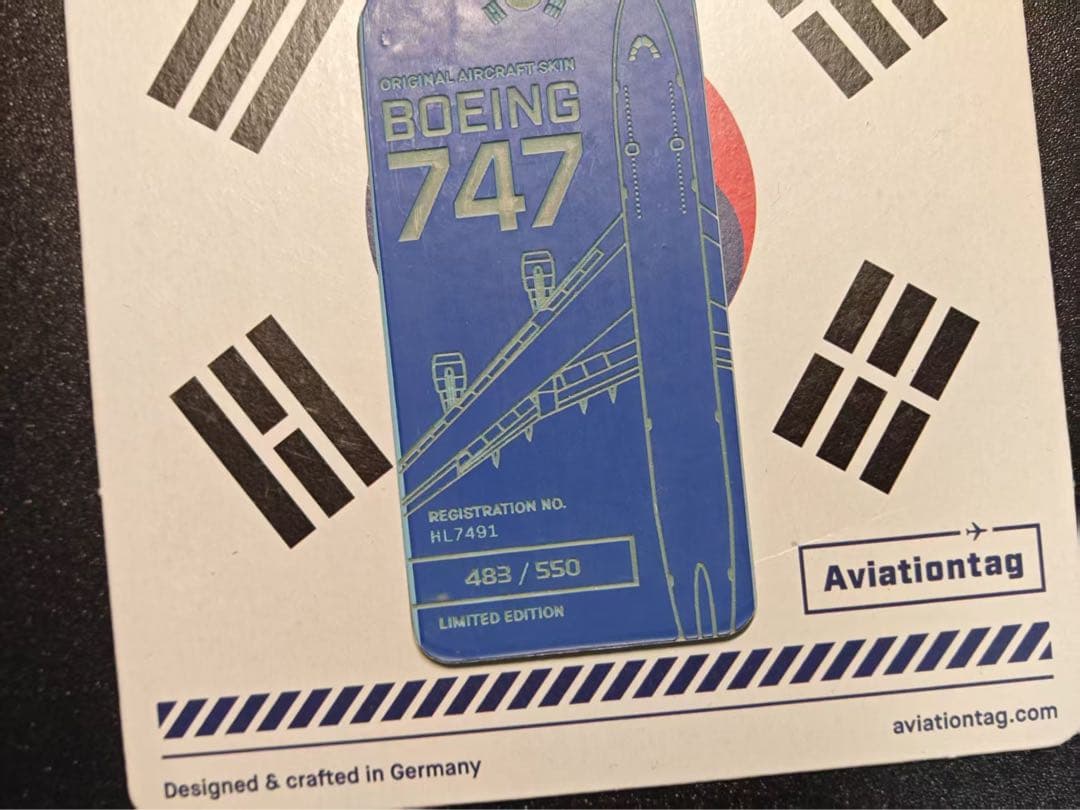 ORIGINAL AIRCRAFT SKIN
BOEING
747
REGISTRATION NO.
HL7491
483 / 550
LIMITED EDITION
Aviationtag
aviationtag.com
Designed & crafted in Germany